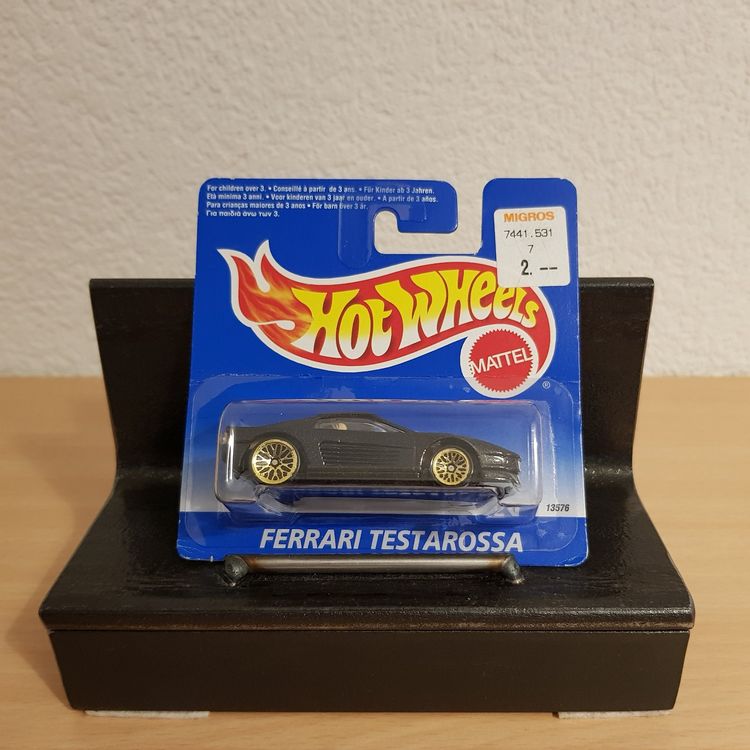 For children over 3. • Conseillé à partir de 3 ans. • Für Kinder ab 3 Jahren.
Età minima 3 anni. • Voor kinderen van 3 jaar en ouder. • A partir de 3 años.
Para crianças maiores de 3 anos • För barn över 3 år.
Για παιδιά άνω των 3.
MIGROS
7441.531
7
2. --
HOT WHEELS
MATTEL
®
13576
FERRARI TESTAROSSA